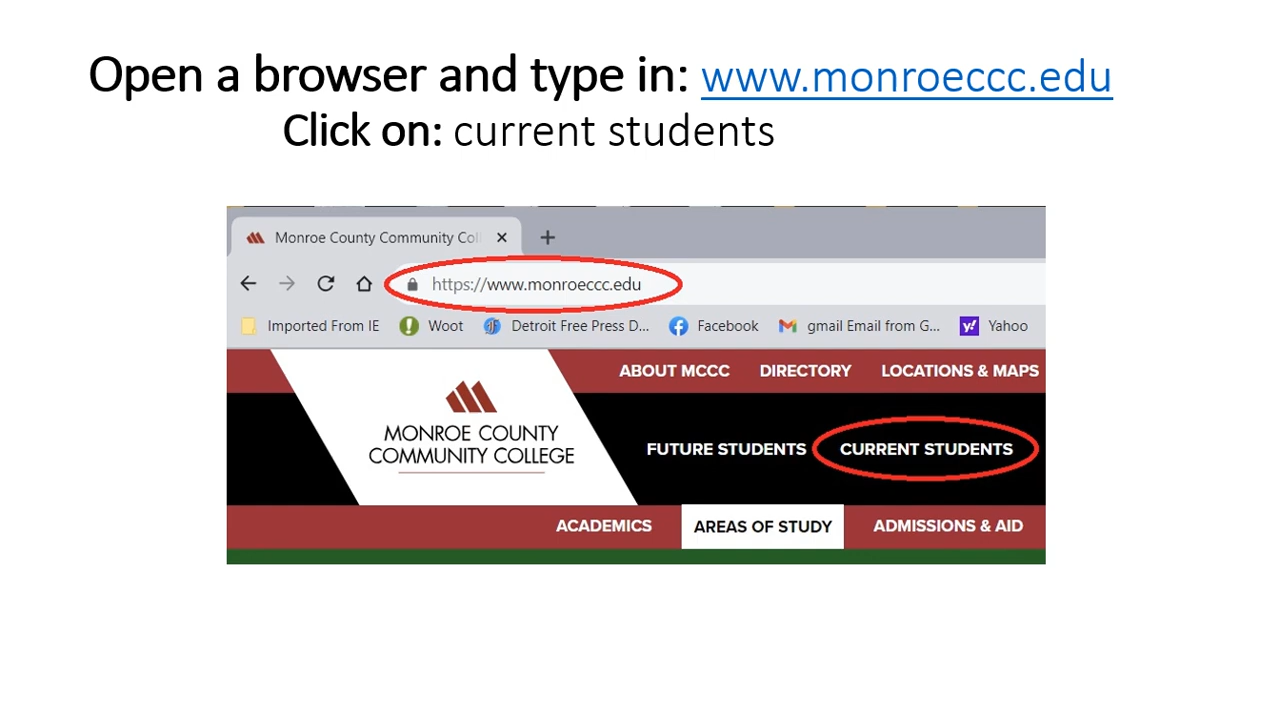 Open a browser and type in: www.monroeccc.edu
Click on: current students
Monroe County Community Col
https://www.monroeccc.edu
Imported From IE Woot Detroit Free Press D... Facebook gmail Email from G... Yahoo
ABOUT MCCC DIRECTORY LOCATIONS & MAPS
MONROE COUNTY
COMMUNITY COLLEGE
FUTURE STUDENTS CURRENT STUDENTS
ACADEMICS AREAS OF STUDY ADMISSIONS & AID